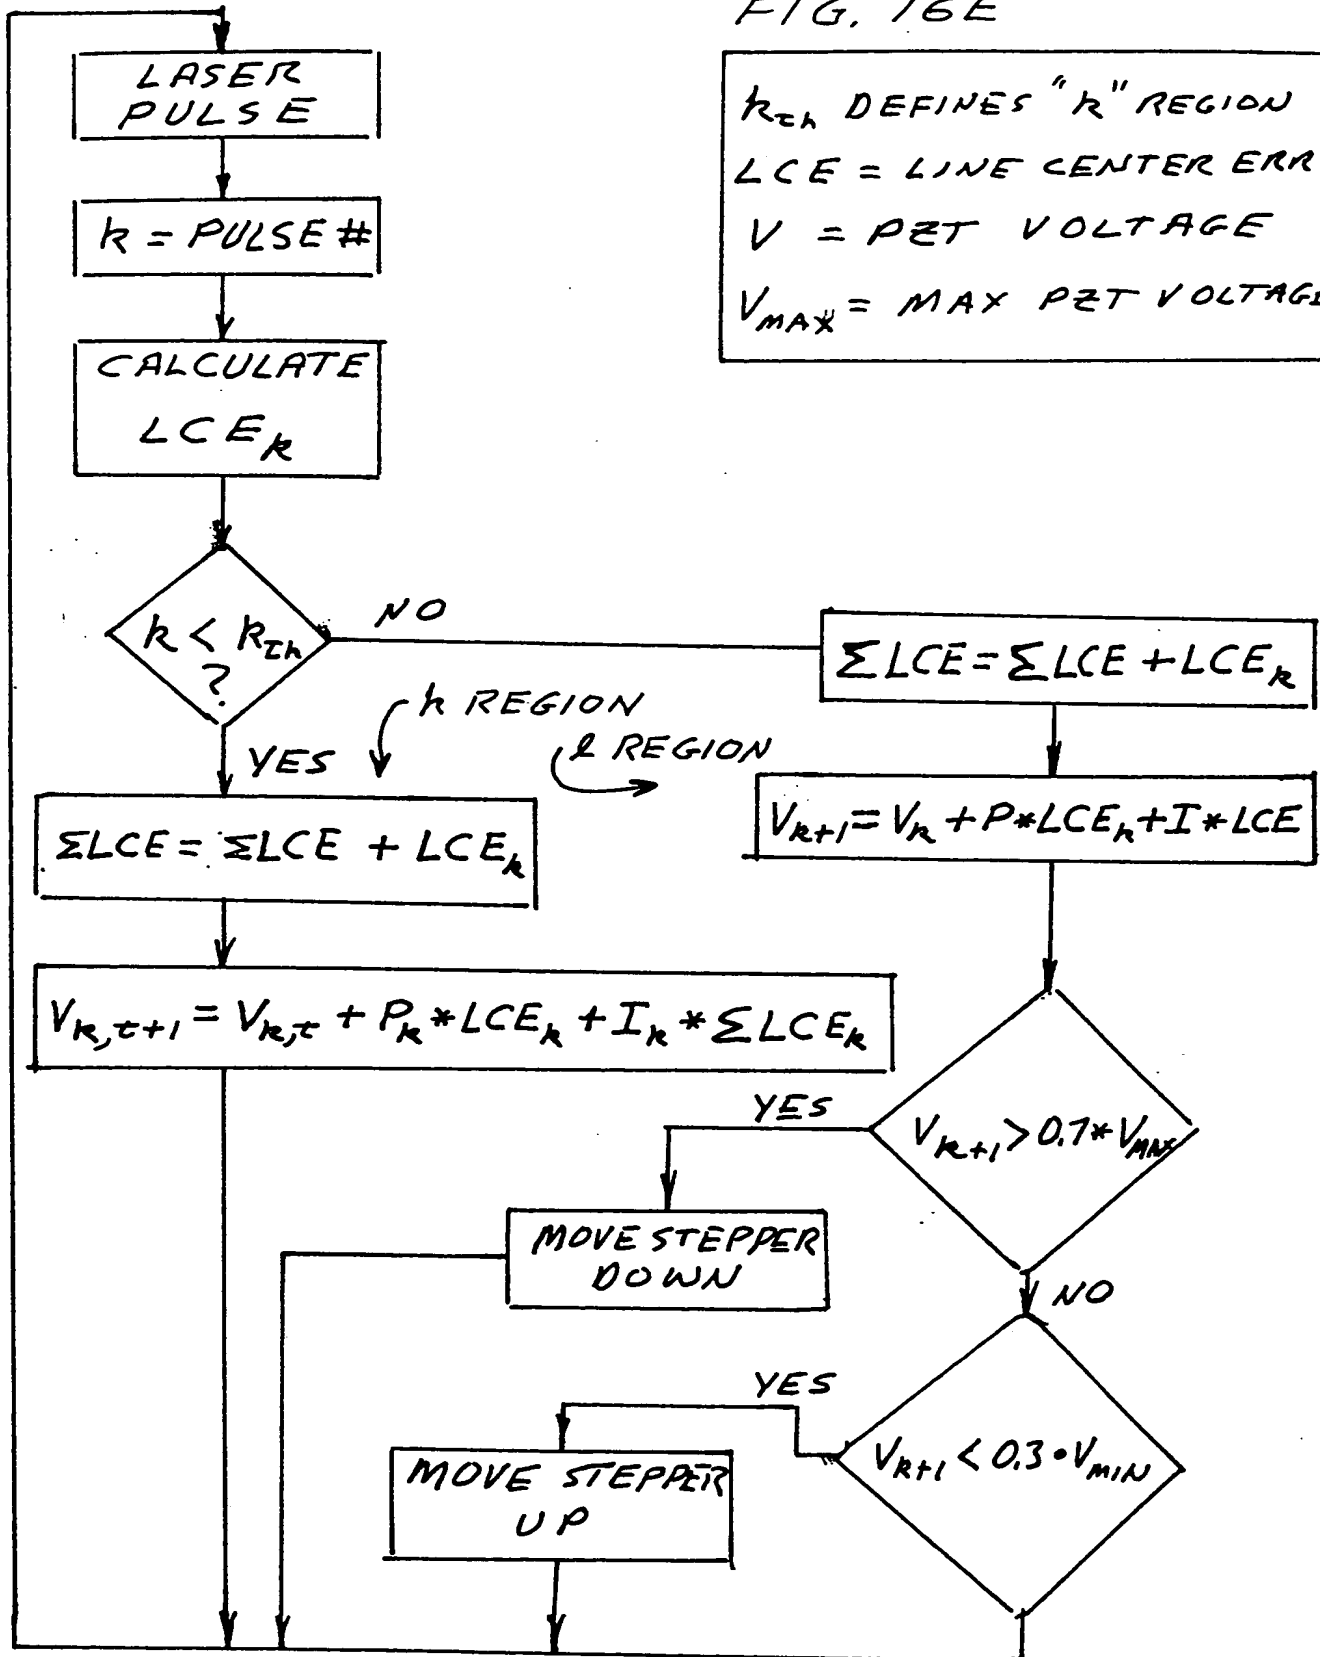 FIG. 16E
k_th DEFINES "k" REGION
LCE = LINE CENTER ERR
V = PZT VOLTAGE
V_MAX = MAX PZT VOLTAGE
LASER
PULSE
k = PULSE #
CALCULATE
LCE_k
k < k_th
?
NO
YES
k REGION
l REGION
ΣLCE = ΣLCE + LCE_k
V_k,t+1 = V_k,t + P_k * LCE_k + I_k * ΣLCE_k
ΣLCE = ΣLCE + LCE_k
V_k+1 = V_k + P*LCE_k + I*LCE
V_k+1 > 0.7* V_MAX
YES
MOVE STEPPER
DOWN
NO
V_k+1 < 0.3 • V_MIN
YES
MOVE STEPPER
UP